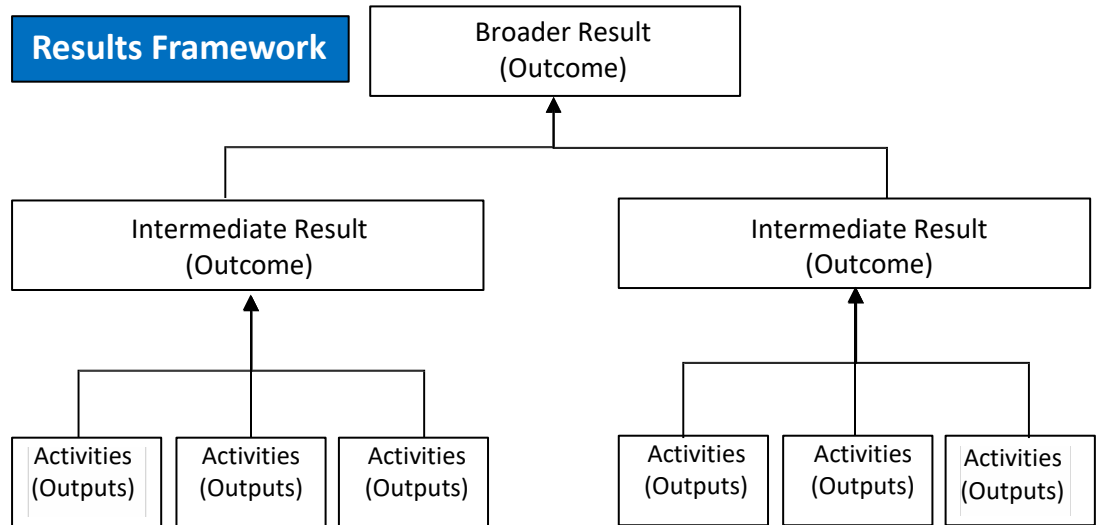 Results Framework
Broader Result
(Outcome)
Intermediate Result
(Outcome)
Intermediate Result
(Outcome)
Activities
(Outputs)
Activities
(Outputs)
Activities
(Outputs)
Activities
(Outputs)
Activities
(Outputs)
Activities
(Outputs)